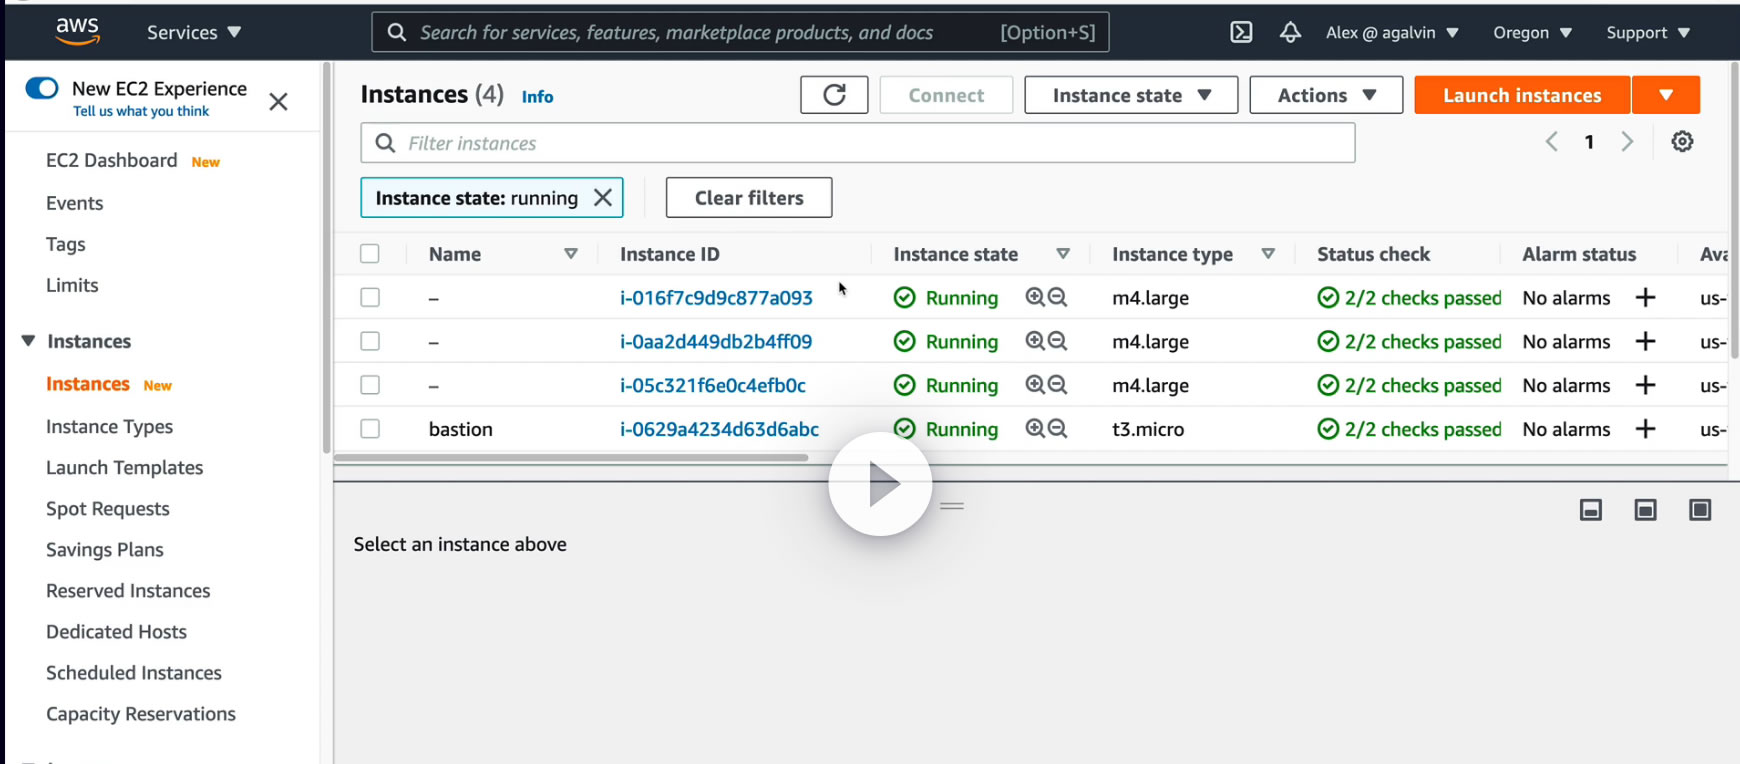 aws Services Search for services, features, marketplace products, and docs [Option+S] Alex @ agalvin Oregon Support
New EC2 Experience
Tell us what you think
EC2 Dashboard New
Events
Tags
Limits
Instances
Instances New
Instance Types
Launch Templates
Spot Requests
Savings Plans
Reserved Instances
Dedicated Hosts
Scheduled Instances
Capacity Reservations
Instances (4) Info Connect Instance state Actions Launch instances
Filter instances 1
Instance state: running Clear filters
Name Instance ID Instance state Instance type Status check Alarm status Ava
– i-016f7c9d9c877a093 Running m4.large 2/2 checks passed No alarms us-
– i-0aa2d449db2b4ff09 Running m4.large 2/2 checks passed No alarms us-
– i-05c321f6e0c4efb0c Running m4.large 2/2 checks passed No alarms us-
bastion i-0629a4234d63d6abc Running t3.micro 2/2 checks passed No alarms us-
Select an instance above